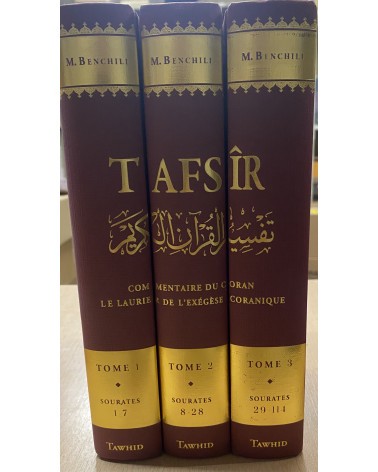 M. BENCHILI M. BENCHILI M. BENCHILI
TAFSÎR
تفسير القرآن الكريم
COMMENTAIRE DU CORAN
LE LAURIER DE L'EXÉGÈSE CORANIQUE
TOME 1 TOME 2 TOME 3
SOURATES SOURATES SOURATES
1-7 8-28 29-114
TAWHID TAWHID TAWHID